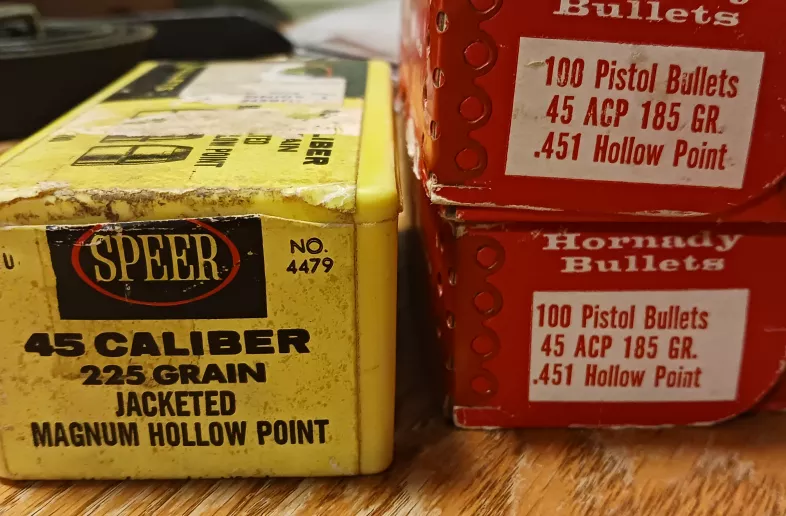 SPEER
NO.
4479
45 CALIBER
225 GRAIN
JACKETED
MAGNUM HOLLOW POINT
Bullets
100 Pistol Bullets
45 ACP 185 GR.
.451 Hollow Point
Hornady
Bullets
100 Pistol Bullets
45 ACP 185 GR.
.451 Hollow Point